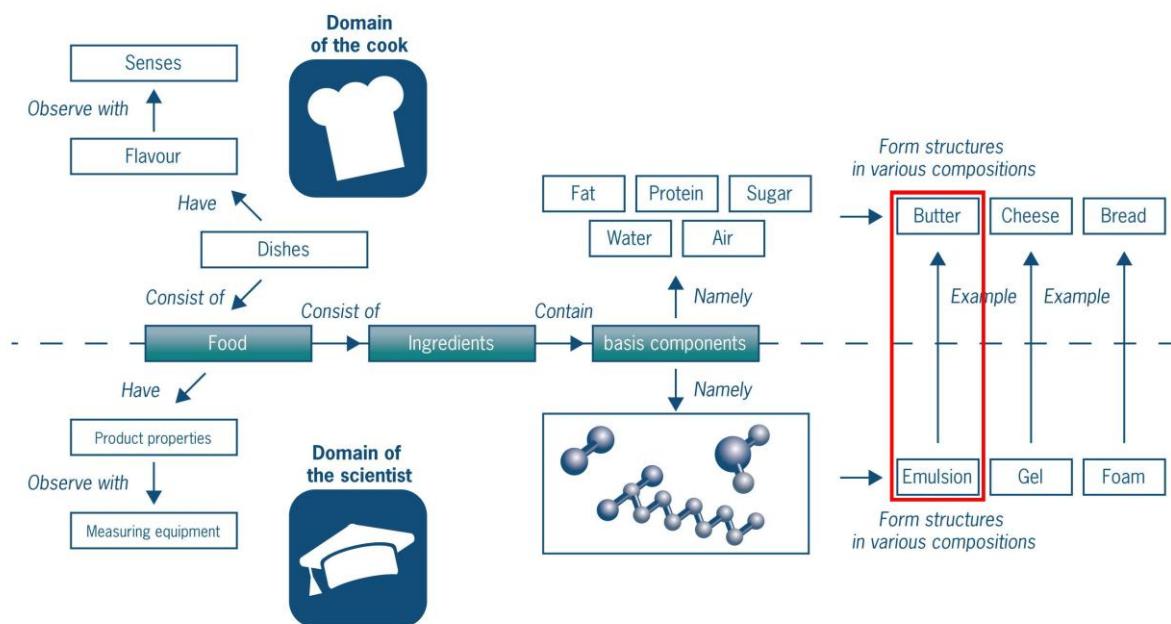 Domain
of the cook
Senses
Observe with
Flavour
Have
Dishes
Consist of
Form structures
in various compositions
Fat
Protein
Sugar
Water
Air
Butter
Cheese
Bread
Namely
Example
Example
Food
Consist of
Ingredients
Contain
basis components
Have
Namely
Product properties
Observe with
Measuring equipment
Domain of
the scientist
Emulsion
Gel
Foam
Form structures
in various compositions